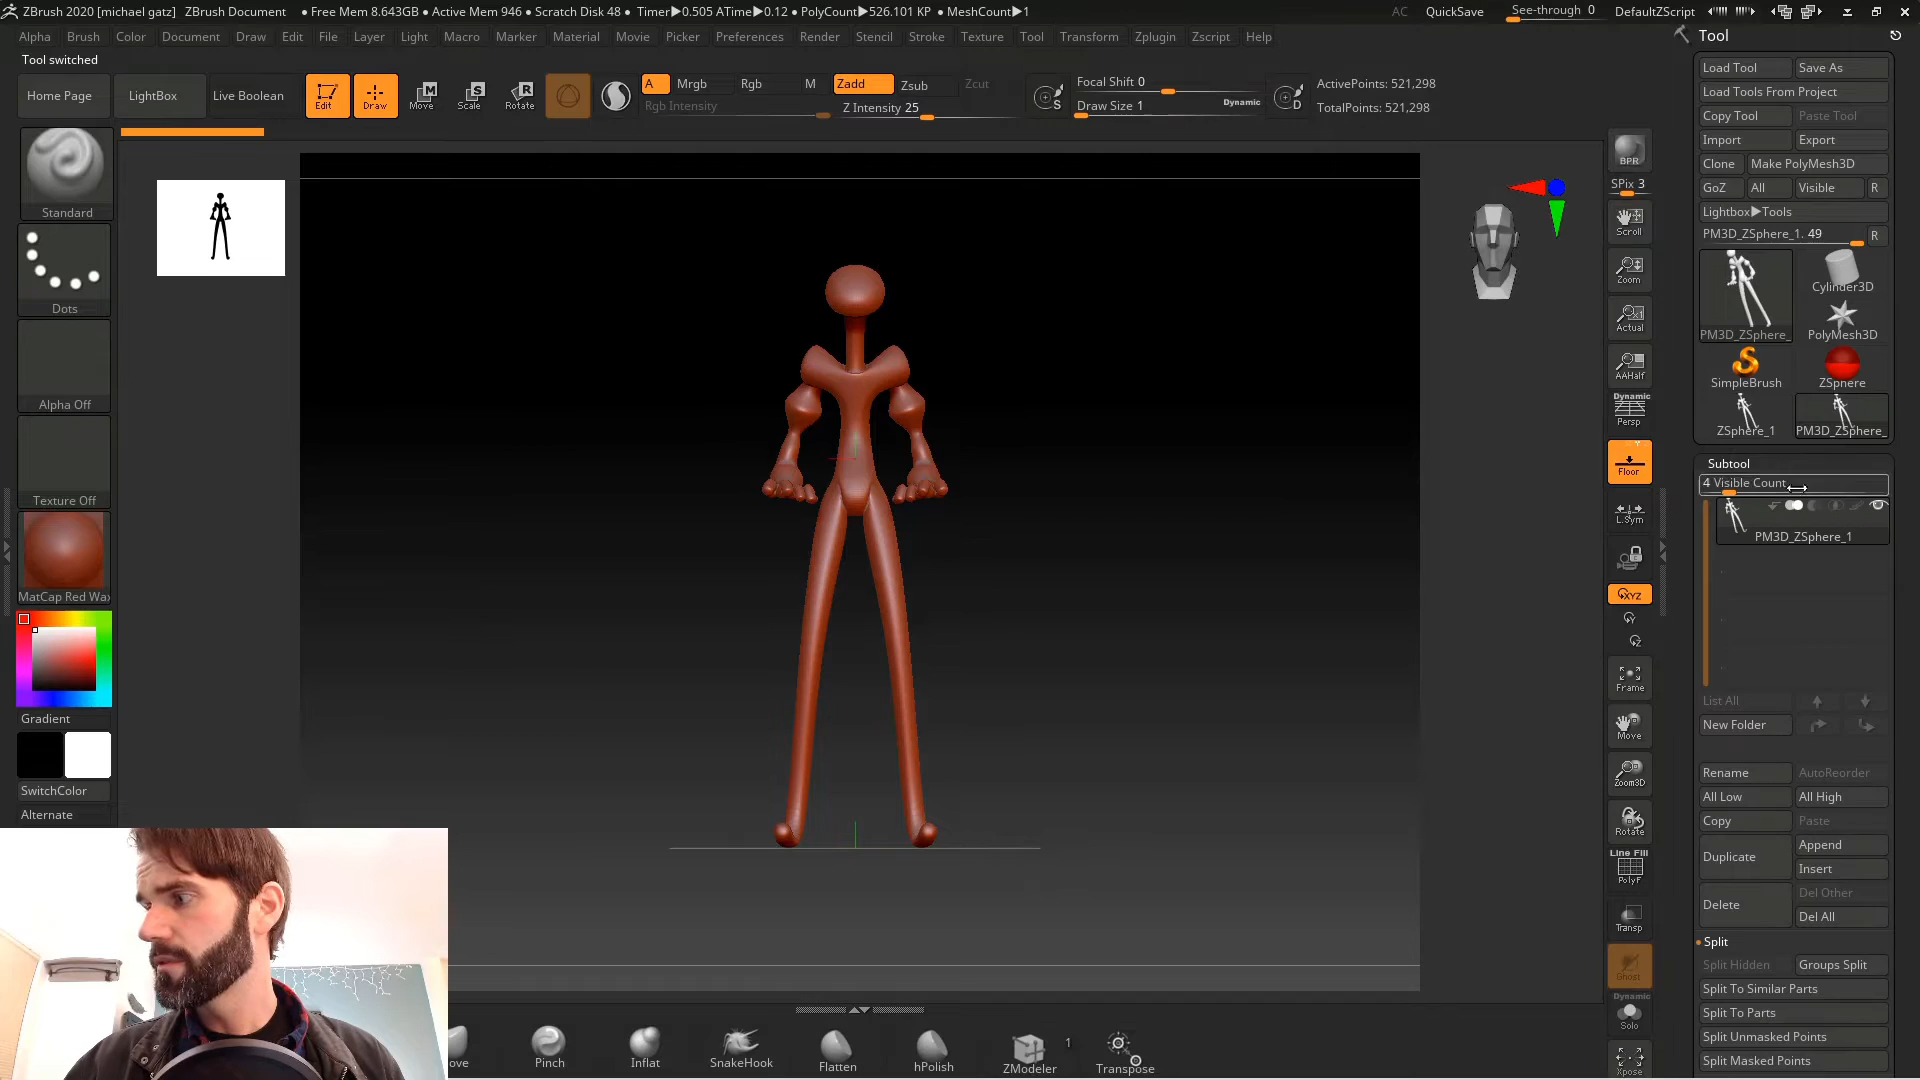 ZBrush 2020 [michael gatz] ZBrush Document • Free Mem 8.643GB • Active Mem 946 • Scratch Disk 48 • Timer▶0.505 ATime▶0.12 • PolyCount▶526.101 KP • MeshCount▶1 AC QuickSave See-through 0 DefaultZScript
Alpha Brush Color Document Draw Edit File Layer Light Macro Marker Material Movie Picker Preferences Render Stencil Stroke Texture Tool Transform Zplugin Zscript Help
Tool switched
Home Page LightBox Live Boolean Edit Draw Move Scale Rotate
A Mrgb Rgb M Zadd Zsub Zcut
Rgb Intensity Z Intensity 25
S Focal Shift 0
Draw Size 1 Dynamic D
ActivePoints: 521,298
TotalPoints: 521,298
Standard
Dots
Alpha Off
Texture Off
MatCap Red Wax
Gradient
SwitchColor
Alternate
BPR
SPix 3
Scroll
Zoom
Actual
AAHalf
Dynamic
Persp
Floor
L.Sym
XYZ
Y
Z
Frame
Move
Zoom3D
Rotate
Line Fill
PolyF
Transp
Ghost
Dynamic
Solo
Xpose
Tool
Load Tool Save As
Load Tools From Project
Copy Tool Paste Tool
Import Export
Clone Make PolyMesh3D
GoZ All Visible R
Lightbox▶Tools
PM3D_ZSphere_1. 49 R
PM3D_ZSphere_ Cylinder3D
PolyMesh3D
SimpleBrush ZSphere
ZSphere_1 PM3D_ZSphere_
Subtool
4 Visible Count
PM3D_ZSphere_1
List All
New Folder
Rename AutoReorder
All Low All High
Copy Paste
Duplicate Append
Insert
Delete Del Other
Del All
Split
Split Hidden Groups Split
Split To Similar Parts
Split To Parts
Split Unmasked Points
Split Masked Points
ove Pinch Inflat SnakeHook Flatten hPolish ZModeler 1 Transpose